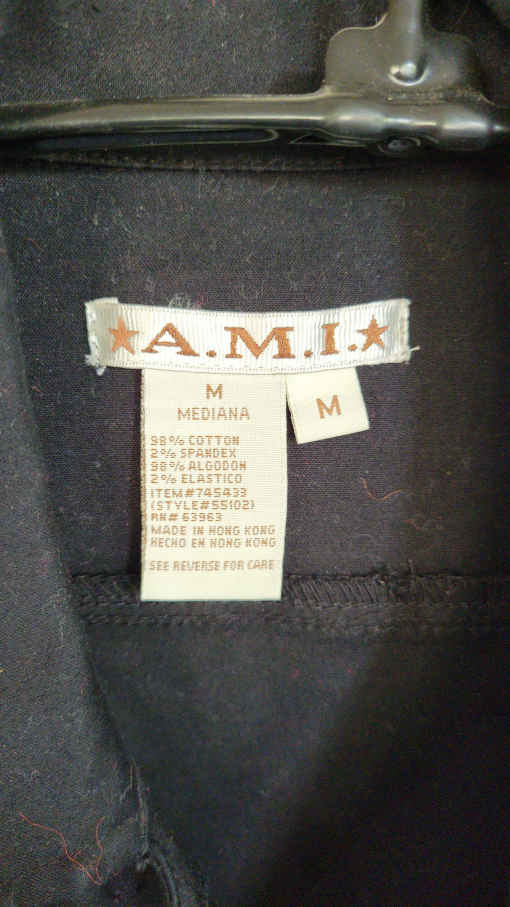 ★A.M.I.★
M
MEDIANA
M
98% COTTON
2% SPANDEX
98% ALGODON
2% ELASTICO
ITEM#745433
(STYLE#55102)
RN# 63963
MADE IN HONG KONG
HECHO EN HONG KONG
SEE REVERSE FOR CARE